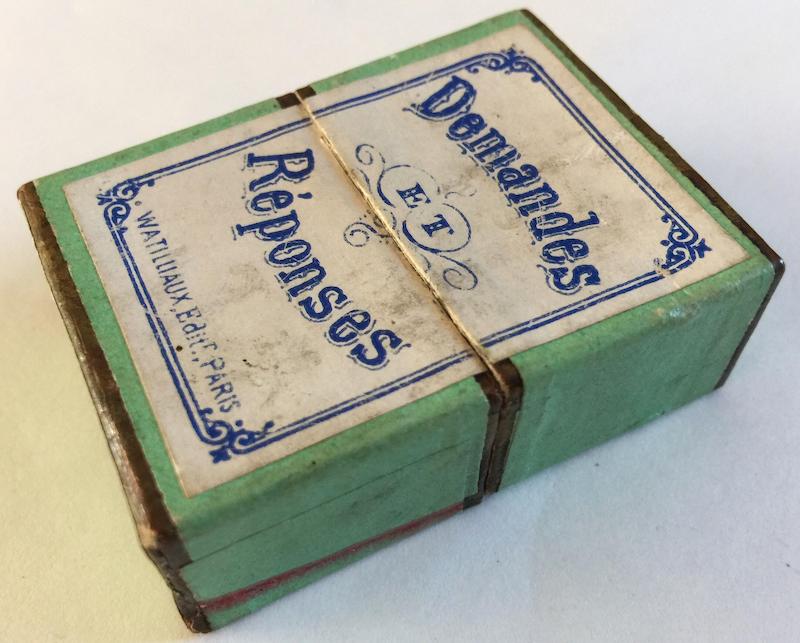 Demandes
ET
Réponses
WATILLIAUX, Edit., PARIS